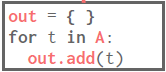 out = { }
for t in A:
  out.add(t)